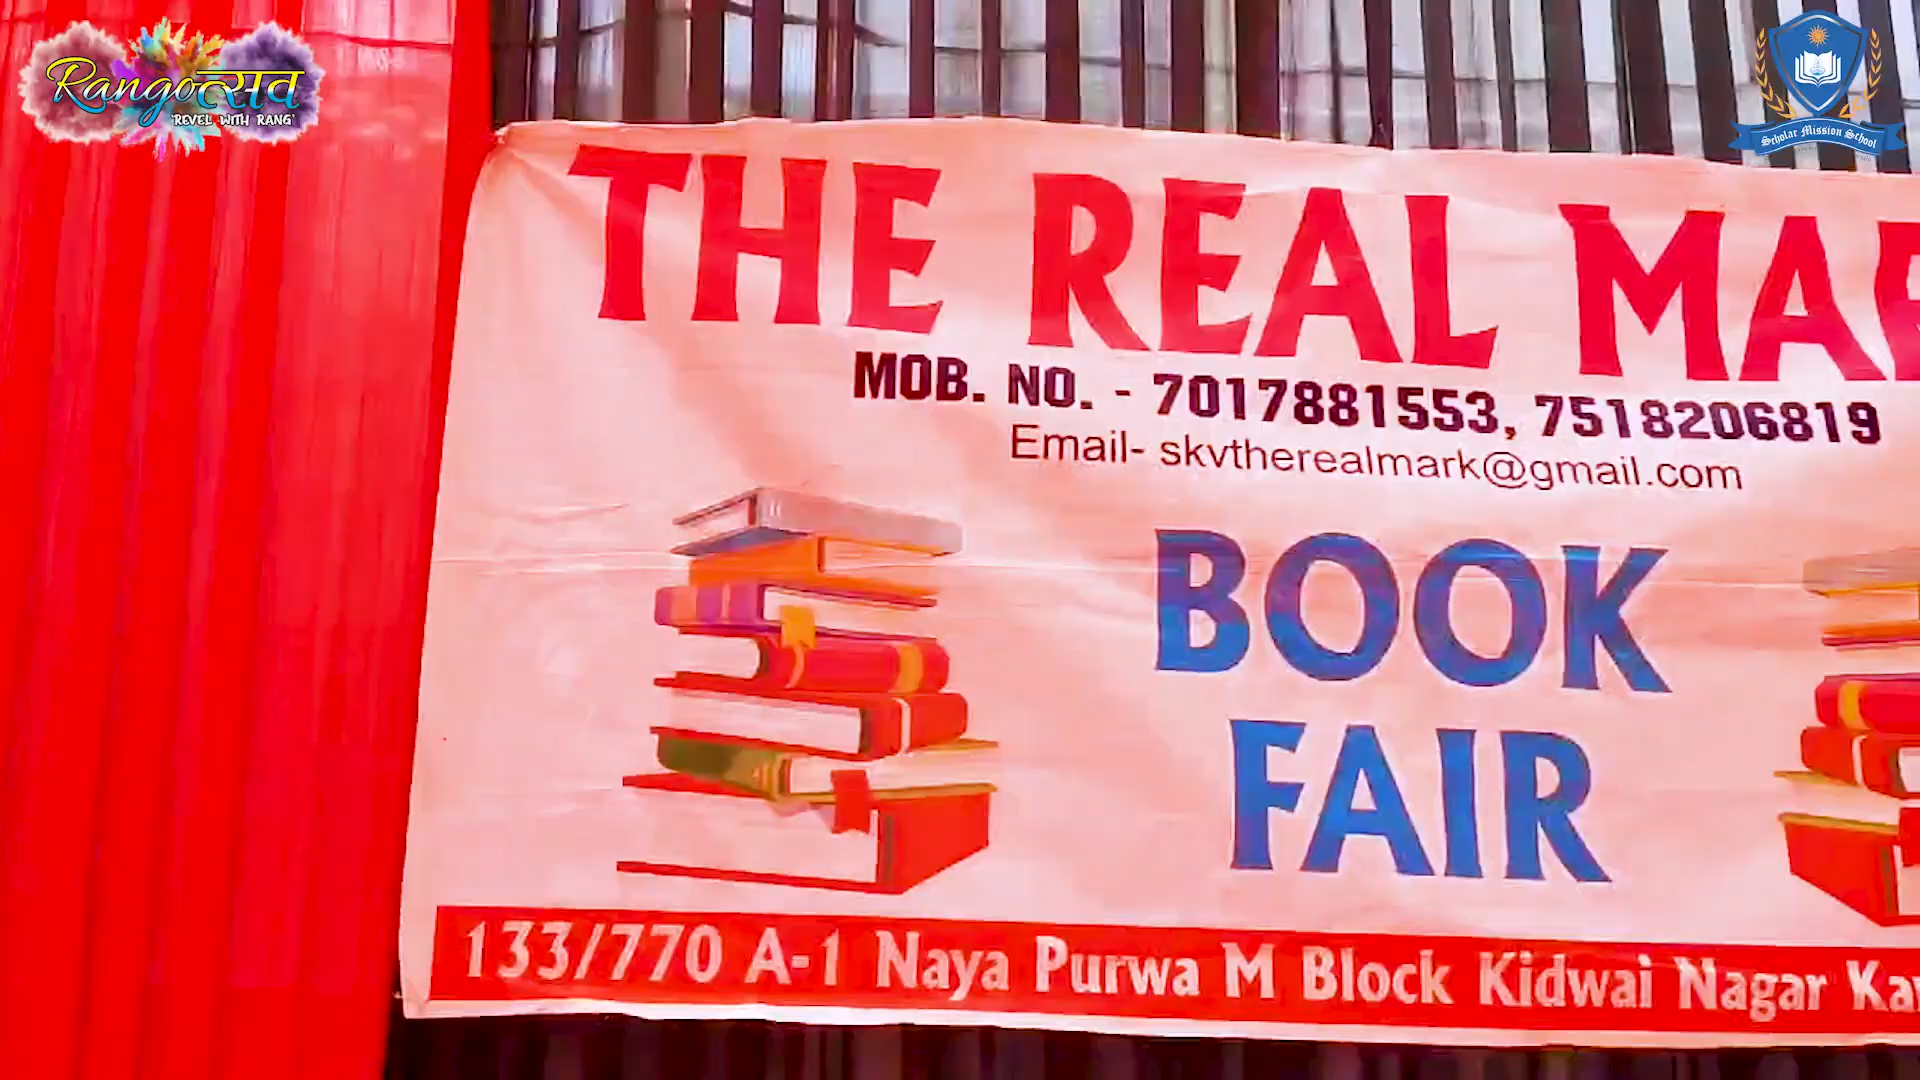 Rangoत्सव
'REVEL WITH RANG'
Scholar Mission School
THE REAL
MOB. NO. - 7017881553, 7518206819
Email- skvtherealmark@gmail.com
BOOK
FAIR
133/770 A-1 Naya Purwa M Block Kidwai Nagar